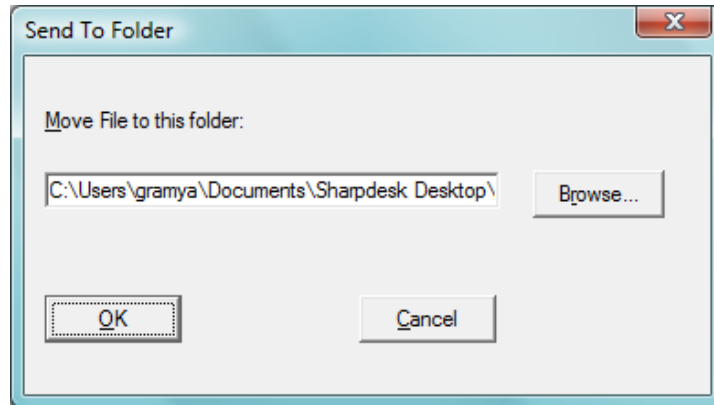 Send To Folder
Move File to this folder:
C:\Users\gramya\Documents\Sharpdesk Desktop\
Browse...
OK
Cancel